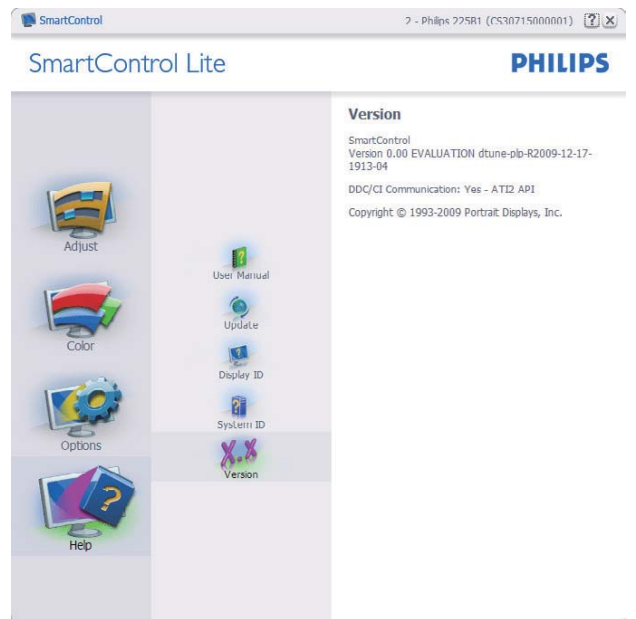 SmartControl
2 - Philips 225B1 (CS30715000001)
SmartControl Lite
PHILIPS
Adjust
Color
Options
Help
User Manual
Update
Display ID
System ID
X.X
Version
Version
SmartControl
Version 0.00 EVALUATION dtune-plp-R2009-12-17-
1913-04
DDC/CI Communication: Yes - ATI2 API
Copyright © 1993-2009 Portrait Displays, Inc.